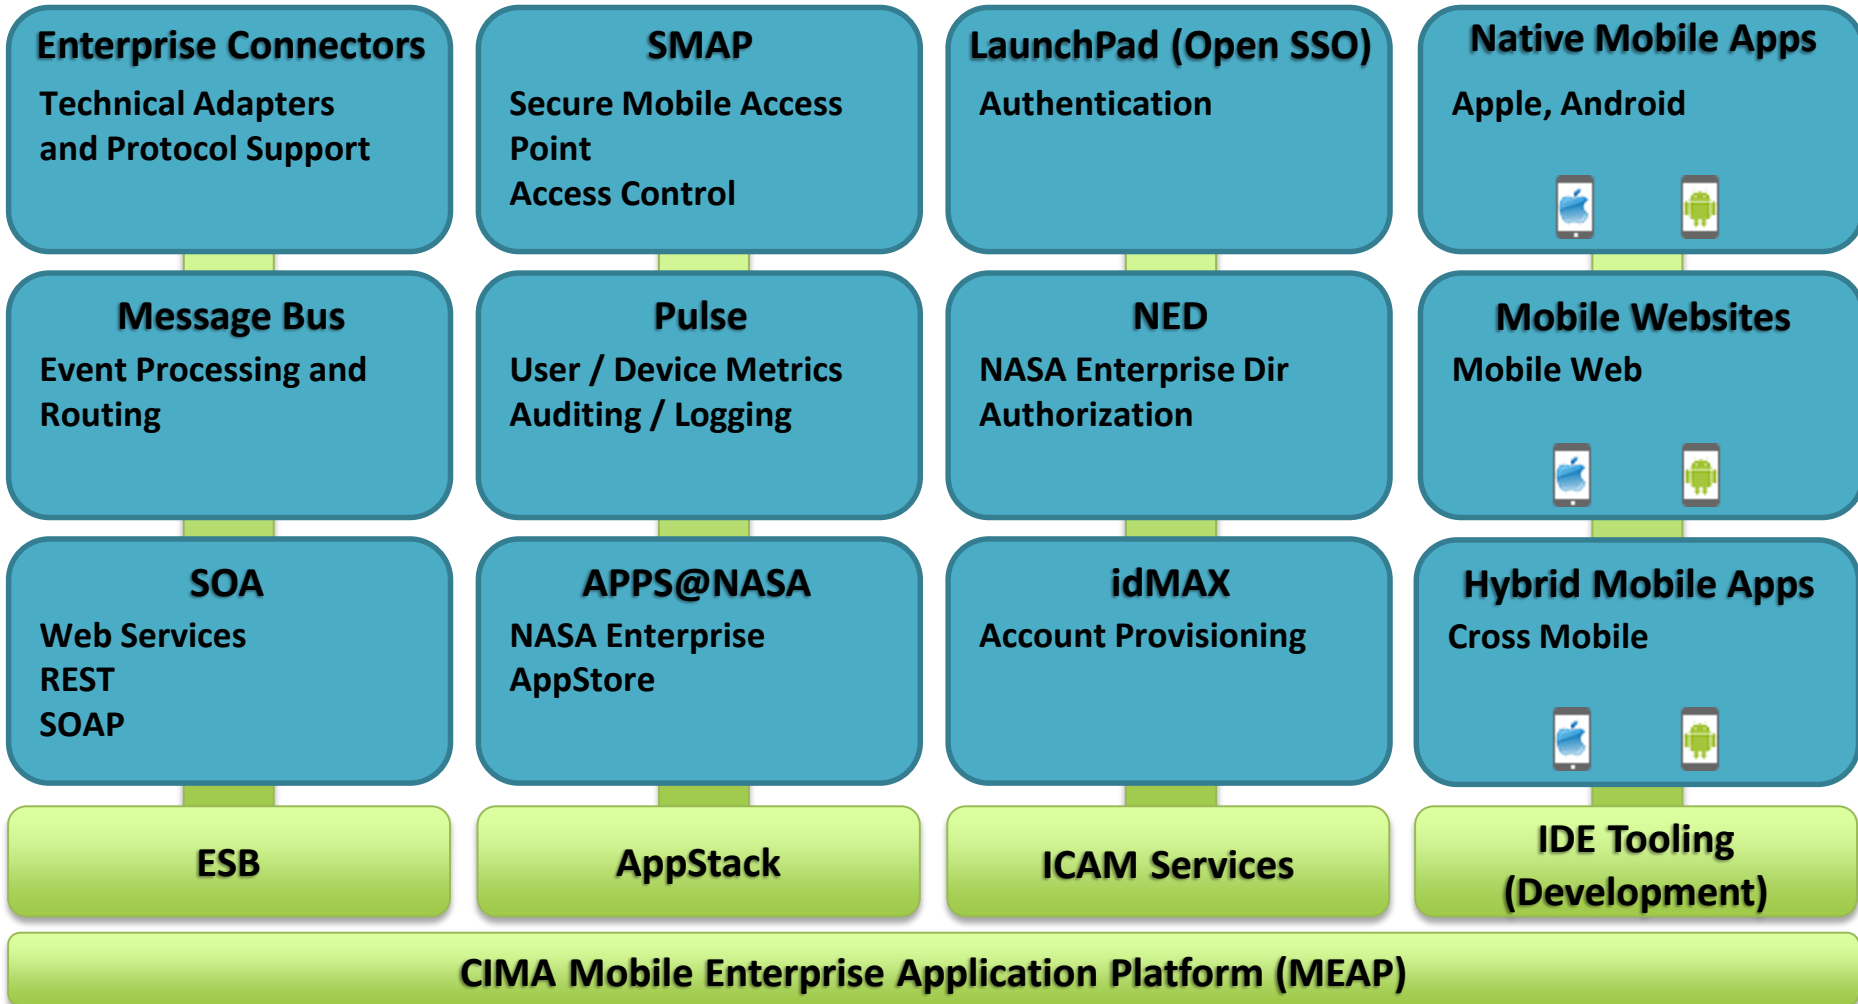 Enterprise Connectors
Technical Adapters
and Protocol Support
SMAP
Secure Mobile Access
Point
Access Control
LaunchPad (Open SSO)
Authentication
Native Mobile Apps
Apple, Android
Message Bus
Event Processing and
Routing
Pulse
User / Device Metrics
Auditing / Logging
NED
NASA Enterprise Dir
Authorization
Mobile Websites
Mobile Web
SOA
Web Services
REST
SOAP
APPS@NASA
NASA Enterprise
AppStore
idMAX
Account Provisioning
Hybrid Mobile Apps
Cross Mobile
ESB
AppStack
ICAM Services
IDE Tooling
(Development)
CIMA Mobile Enterprise Application Platform (MEAP)